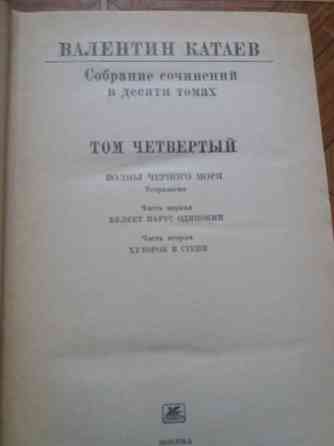 ВАЛЕНТИН КАТАЕВ
Собрание сочинений
в десяти томах
ТОМ ЧЕТВЕРТЫЙ
ВОЛНЫ ЧЕРНОГО МОРЯ
Тетралогия
Часть первая
БЕЛЕЕТ ПАРУС ОДИНОКИЙ
Часть вторая
ХУТОРОК В СТЕПИ
МОСКВА